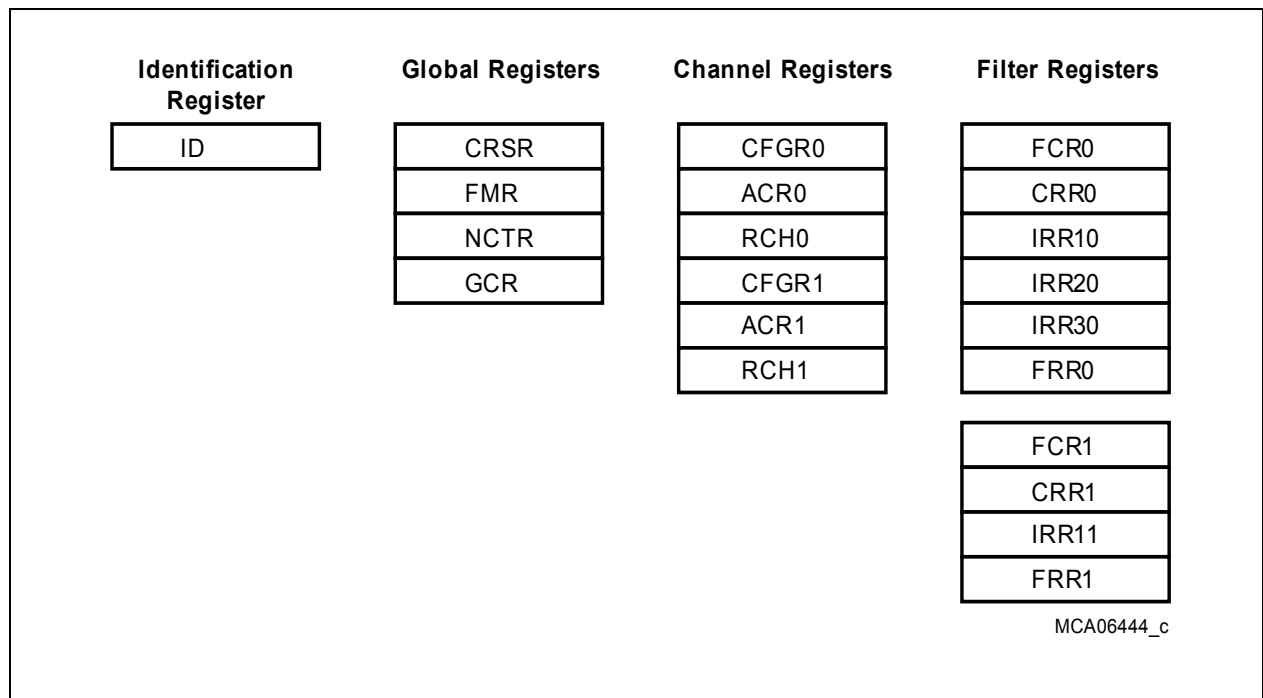 Identification
Register
ID
Global Registers
CRSR
FMR
NCTR
GCR
Channel Registers
CFGR0
ACR0
RCH0
CFGR1
ACR1
RCH1
Filter Registers
FCR0
CRR0
IRR10
IRR20
IRR30
FRR0
FCR1
CRR1
IRR11
FRR1
MCA06444_c